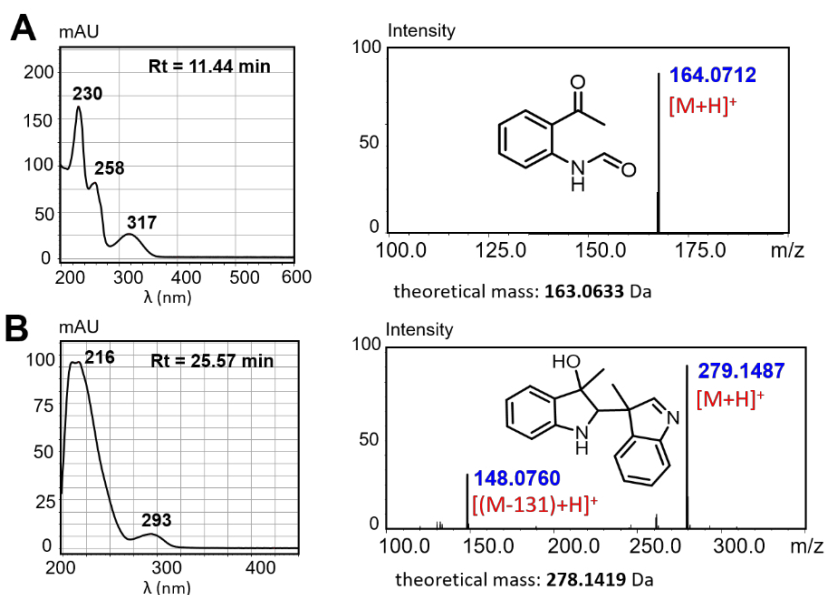 A
mAU
Rt = 11.44 min
230
258
317
200
150
100
50
0
200 300 400 500 600
λ (nm)
Intensity
100
50
0
164.0712
[M+H]⁺
O
N
H
O
100.0 125.0 150.0 175.0 m/z
theoretical mass: 163.0633 Da
B
mAU
216
Rt = 25.57 min
293
100
75
50
25
0
200 300 400
λ (nm)
Intensity
100
50
0
HO
N
H
N
279.1487
[M+H]⁺
148.0760
[(M-131)+H]⁺
100.0 150.0 200.0 250.0 300.0 m/z
theoretical mass: 278.1419 Da